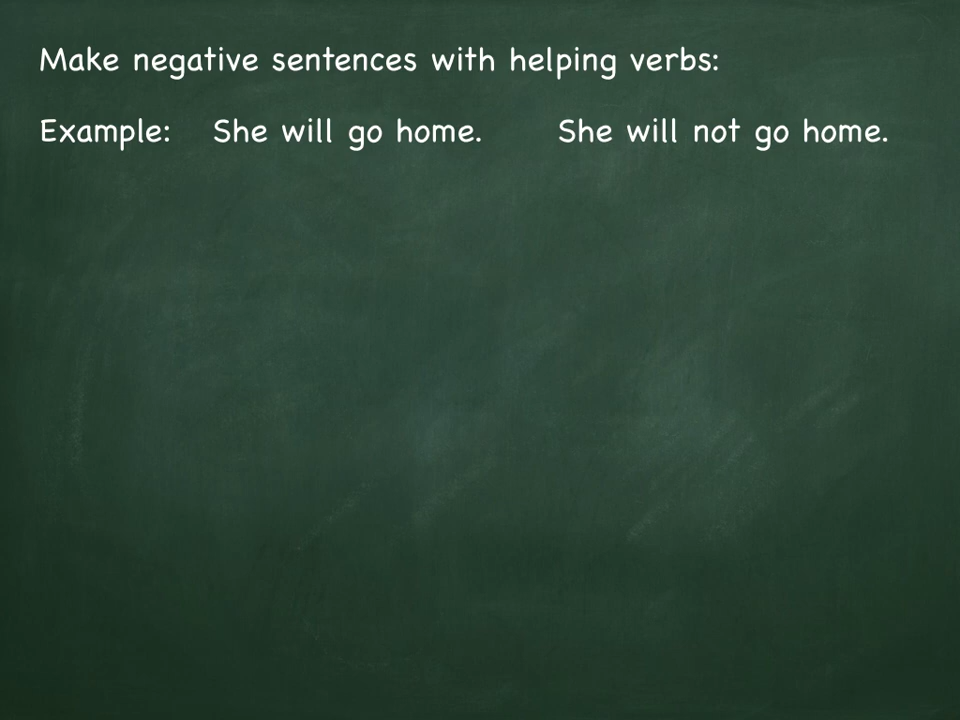 Make negative sentences with helping verbs:
Example: She will go home. She will not go home.